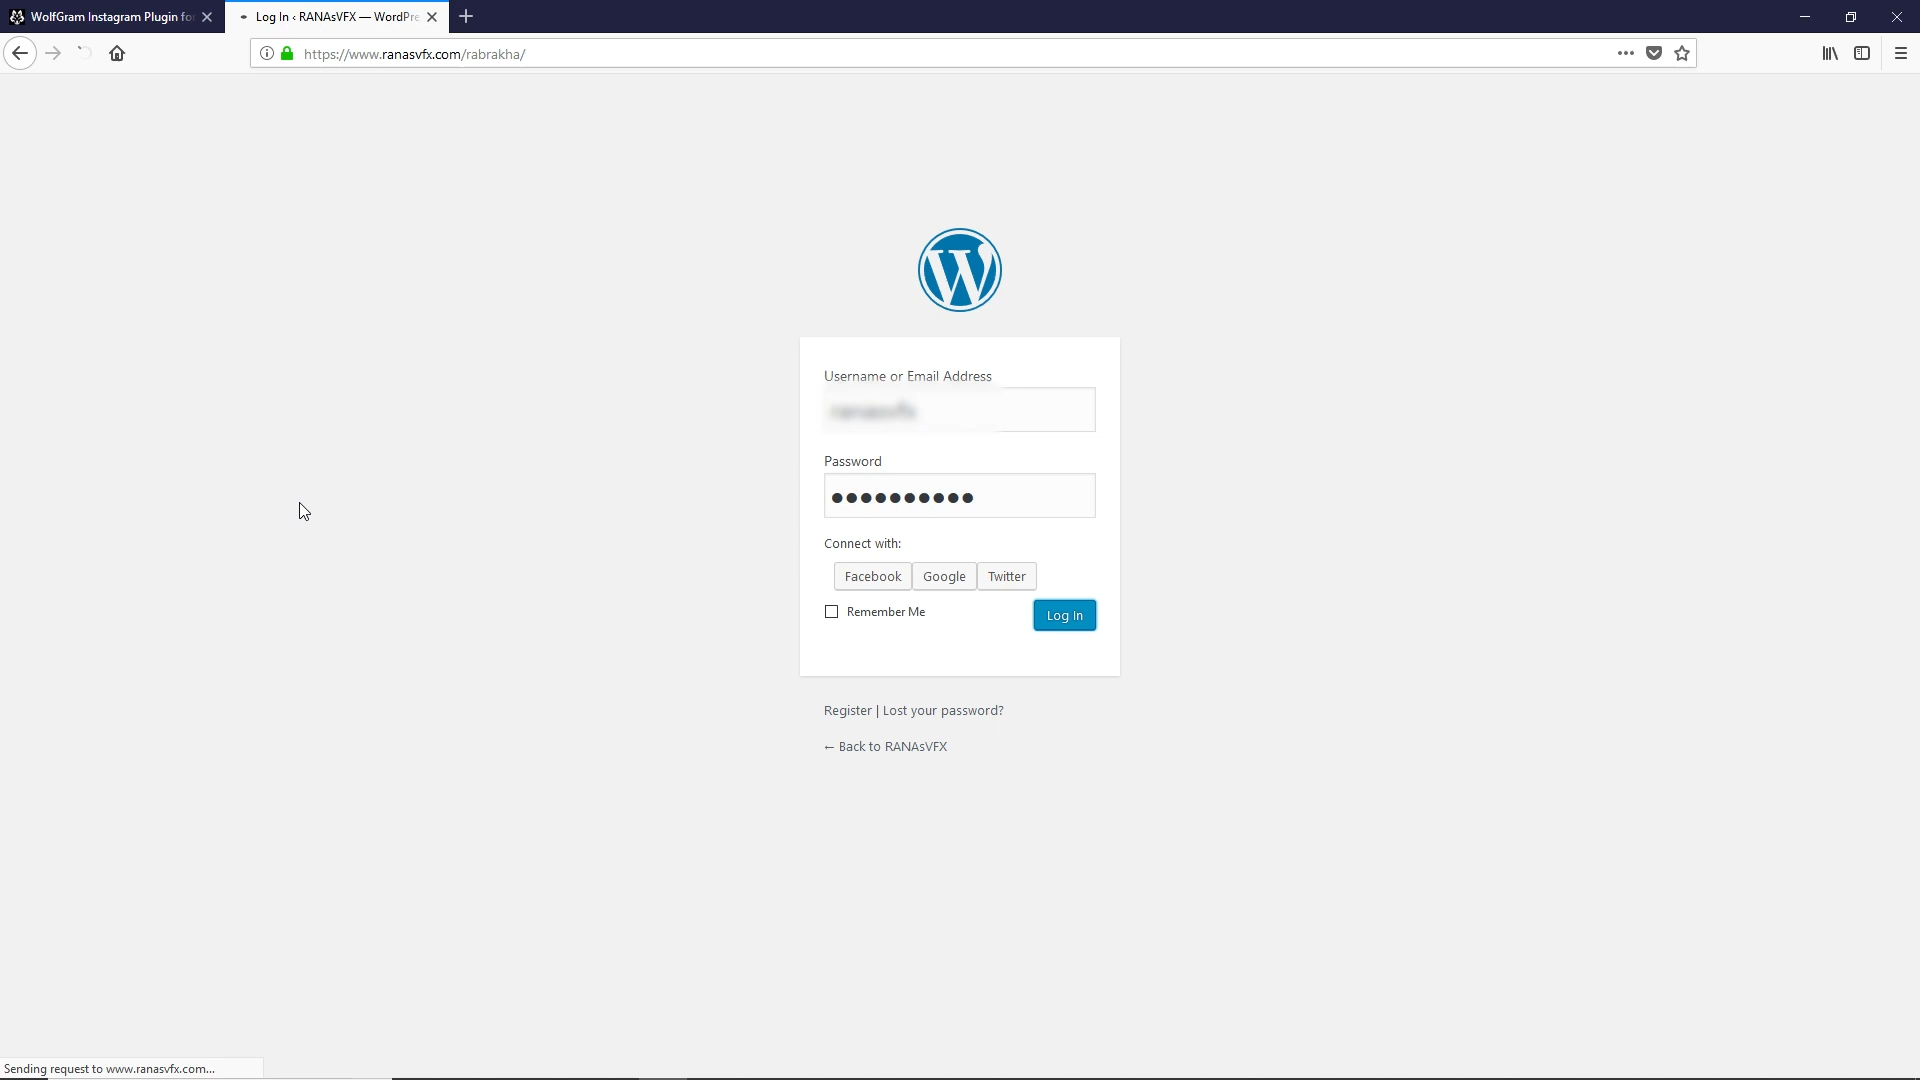 WolfGram Instagram Plugin fo
Log In ‹ RANAsVFX — WordPre
https://www.ranasvfx.com/rabrakha/
Username or Email Address
Password
Connect with:
Facebook Google Twitter
Remember Me
Log In
Register | Lost your password?
← Back to RANAsVFX
Sending request to www.ranasvfx.com...